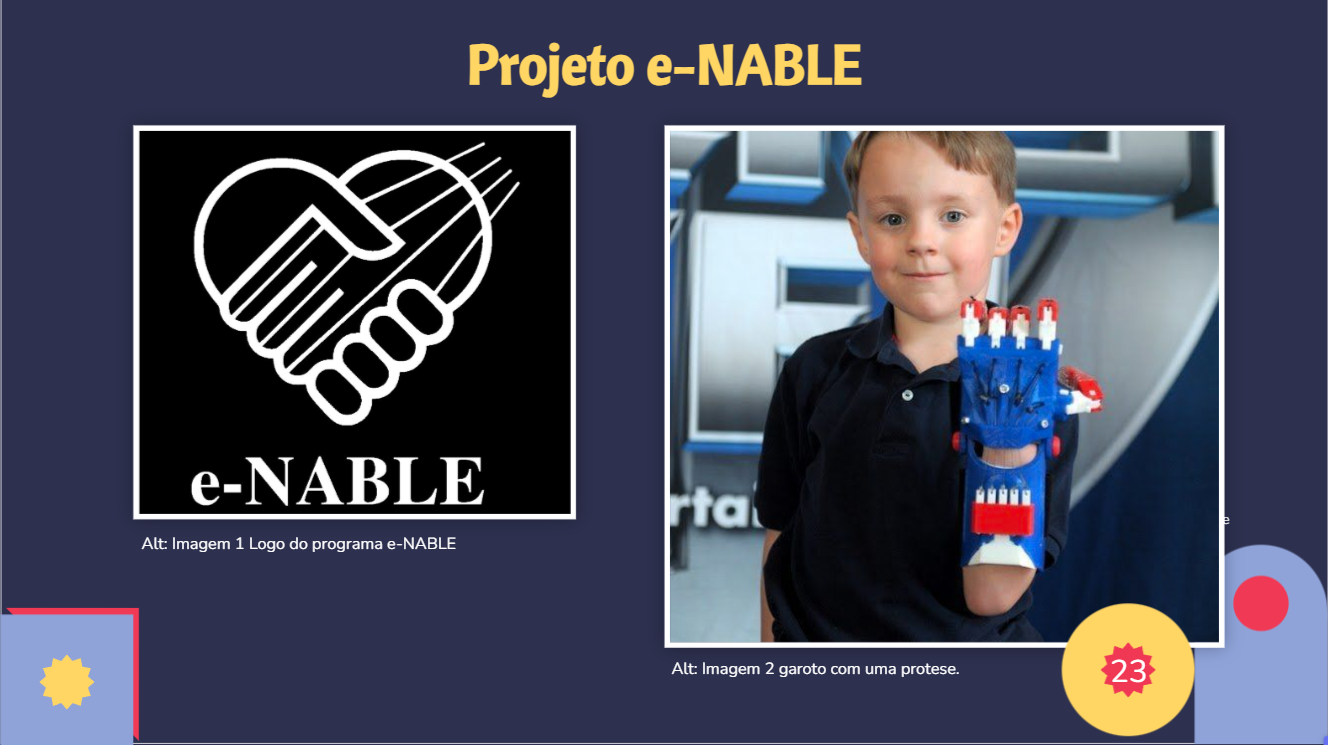 Projeto e-NABLE
e-NABLE
Alt: Imagem 1 Logo do programa e-NABLE
rta
e
Alt: Imagem 2 garoto com uma protese.
23